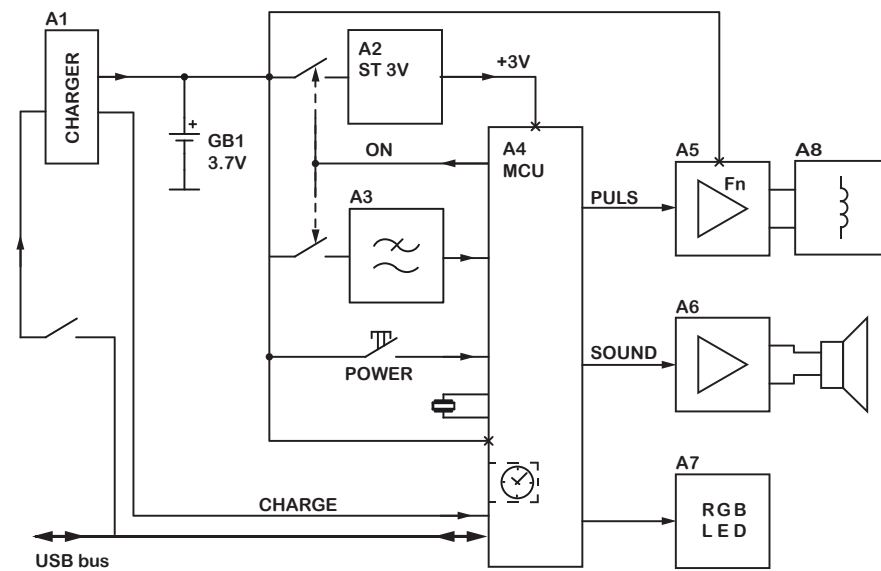 A1
CHARGER
GB1
3.7V
+
A2
ST 3V
+3V
ON
A3
POWER
A4
MCU
PULS
A5
Fn
A8
SOUND
A6
A7
RGB
LED
CHARGE
USB bus